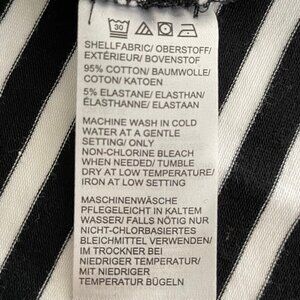 30
SHELLFABRIC/ OBERSTOFF/
EXTÉRIEUR/ BOVENSTOF
95% COTTON/ BAUMWOLLE/
COTON/ KATOEN
5% ELASTANE/ ELASTHAN/
ÉLASTHANNE/ ELASTAAN
MACHINE WASH IN COLD
WATER AT A GENTLE
SETTING/ ONLY
NON-CHLORINE BLEACH
WHEN NEEDED/ TUMBLE
DRY AT LOW TEMPERATURE/
IRON AT LOW SETTING
MASCHINENWÄSCHE
PFLEGELEICHT IN KALTEM
WASSER/ FALLS NÖTIG NUR
NICHT-CHLORBASIERTES
BLEICHMITTEL VERWENDEN/
IM TROCKNER BEI
NIEDRIGER TEMPERATUR/
MIT NIEDRIGER
TEMPERATUR BÜGELN